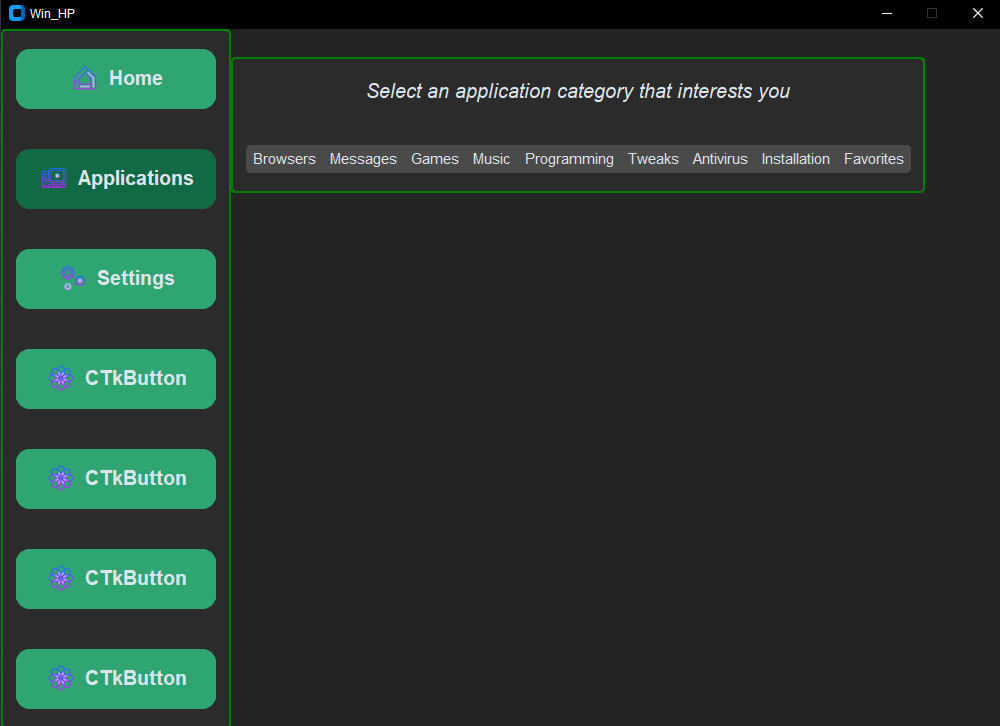 Win_HP
Home
Applications
Settings
CTkButton
CTkButton
CTkButton
CTkButton
Select an application category that interests you
Browsers Messages Games Music Programming Tweaks Antivirus Installation Favorites